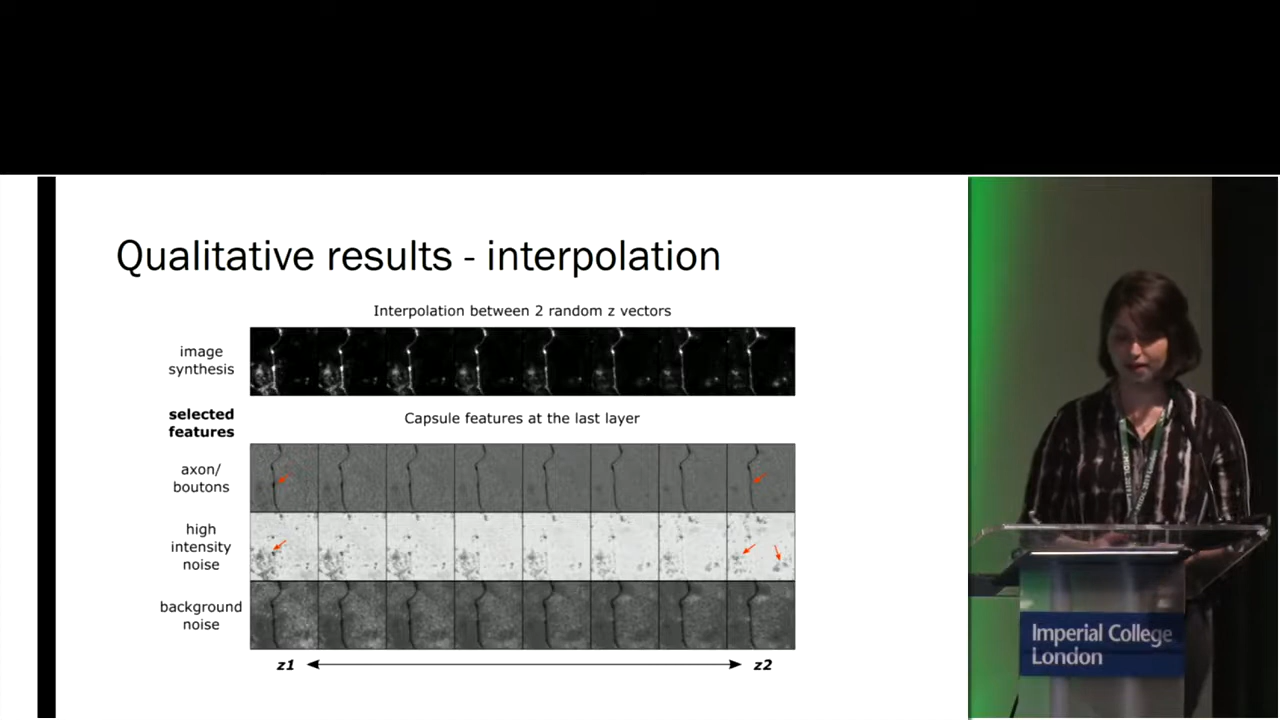 Qualitative results - interpolation
Interpolation between 2 random z vectors
image
synthesis
selected
features
Capsule features at the last layer
axon/
boutons
high
intensity
noise
background
noise
z1
z2
Imperial College
London